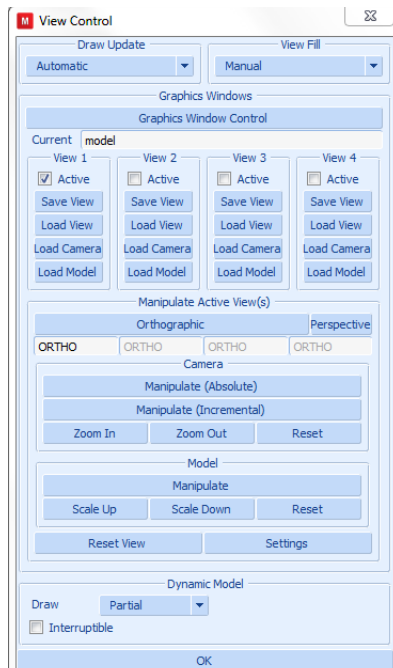 M View Control
Draw Update View Fill
Automatic Manual
Graphics Windows
Graphics Window Control
Current model
View 1 View 2 View 3 View 4
Active Active Active Active
Save View Save View Save View Save View
Load View Load View Load View Load View
Load Camera Load Camera Load Camera Load Camera
Load Model Load Model Load Model Load Model
Manipulate Active View(s)
Orthographic Perspective
ORTHO ORTHO ORTHO ORTHO
Camera
Manipulate (Absolute)
Manipulate (Incremental)
Zoom In Zoom Out Reset
Model
Manipulate
Scale Up Scale Down Reset
Reset View Settings
Dynamic Model
Draw Partial
Interruptible
OK